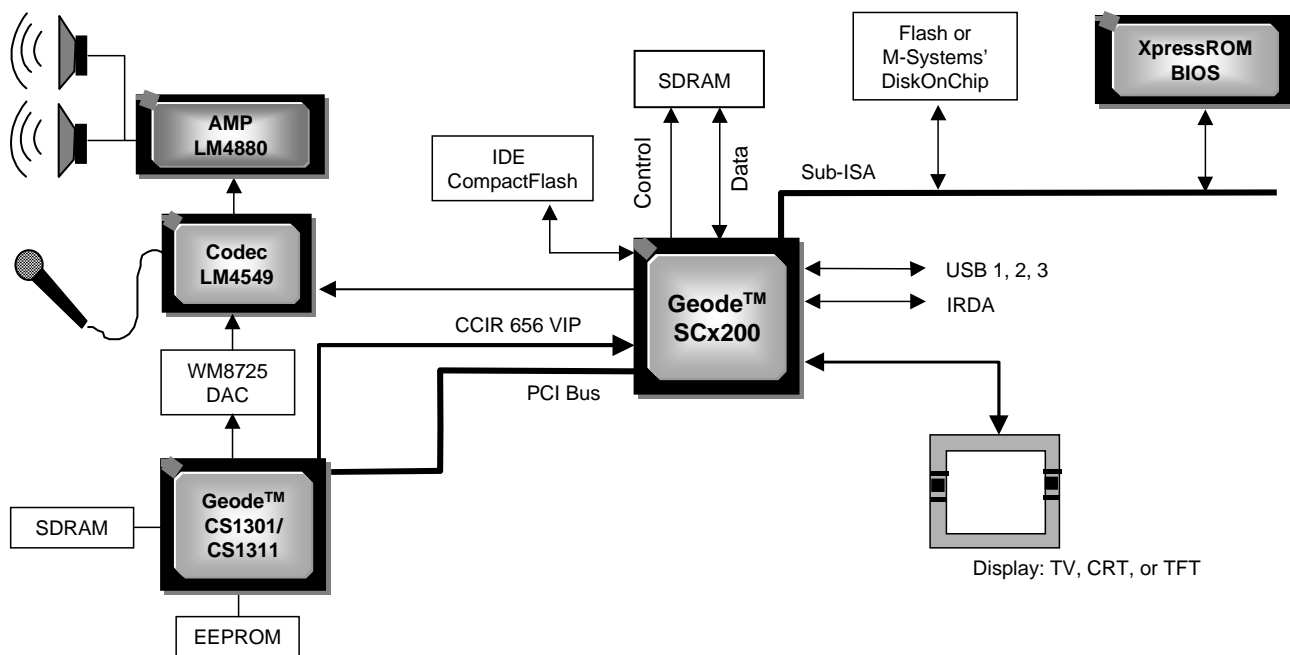 Flash or
M-Systems’
DiskOnChip
XpressROM
BIOS
SDRAM
AMP
LM4880
IDE
CompactFlash
Control
Data
Sub-ISA
Codec
LM4549
USB 1, 2, 3
IRDA
Geode™
SCx200
CCIR 656 VIP
WM8725
DAC
PCI Bus
Geode™
CS1301/
CS1311
SDRAM
Display: TV, CRT, or TFT
EEPROM